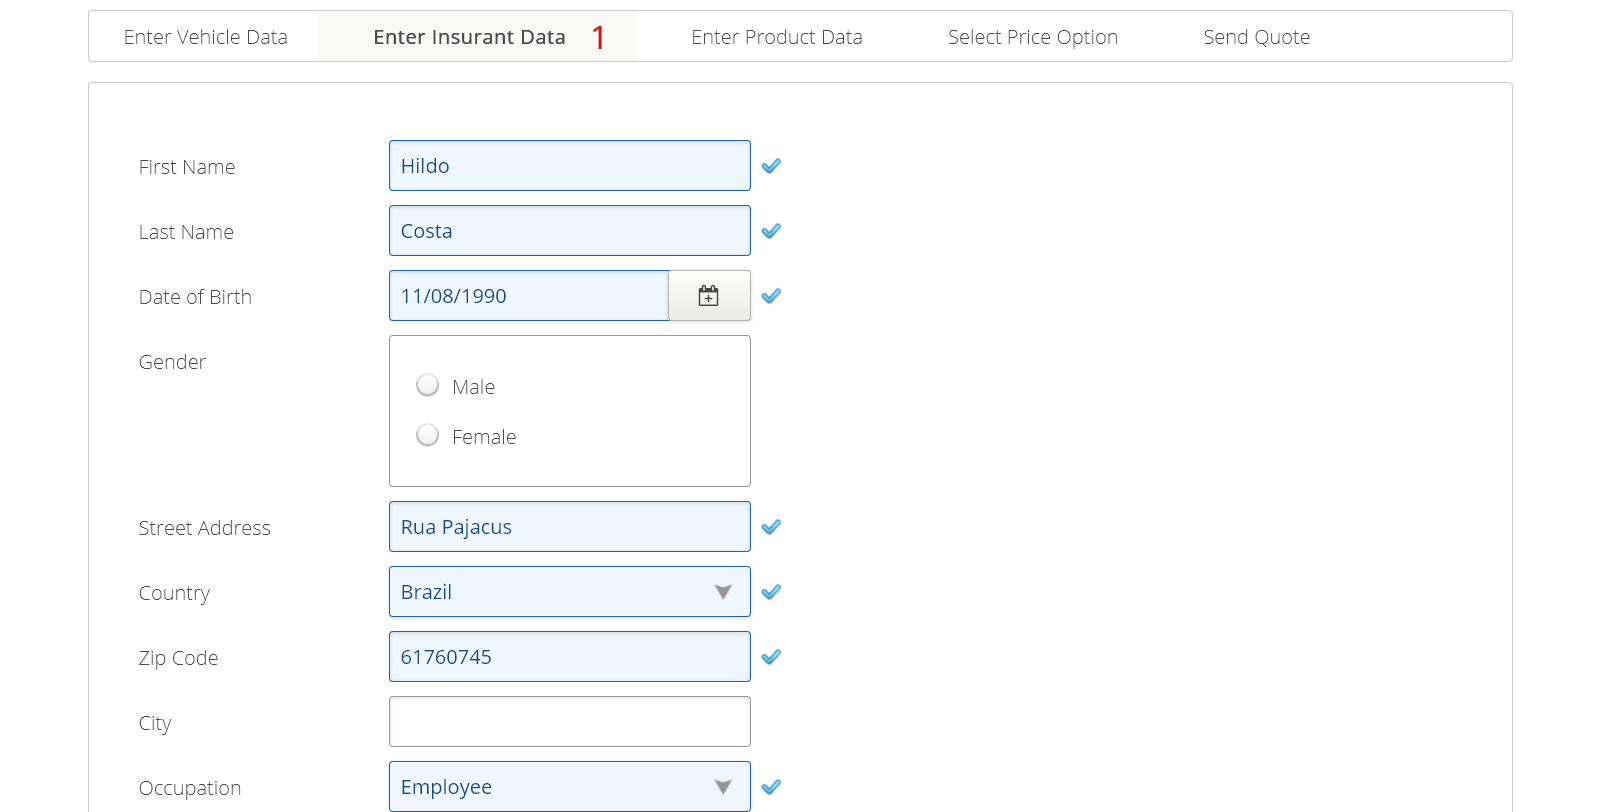 Enter Vehicle Data Enter Insurant Data 1 Enter Product Data Select Price Option Send Quote
First Name Hildo
Last Name Costa
Date of Birth 11/08/1990
Gender
Male
Female
Street Address Rua Pajacus
Country Brazil
Zip Code 61760745
City
Occupation Employee